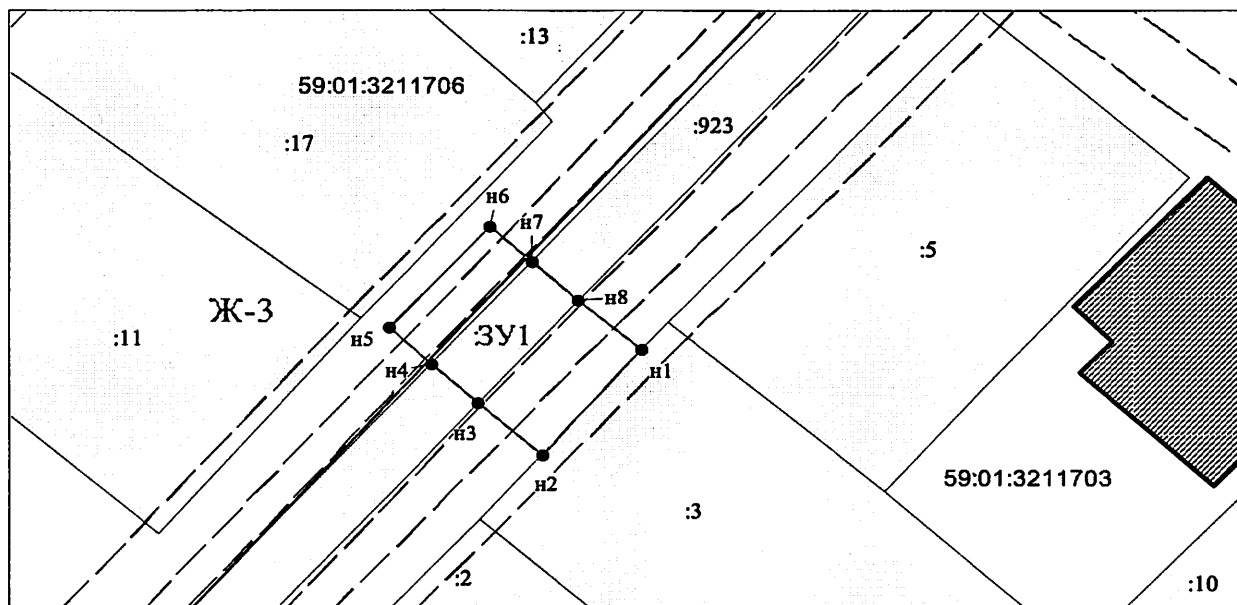 :13
59:01:3211706
:923
:17
н6
н7
:5
н8
Ж-3
:ЗУ1
:11
н5
н4
н1
н3
н2
59:01:3211703
:3
:2
:10